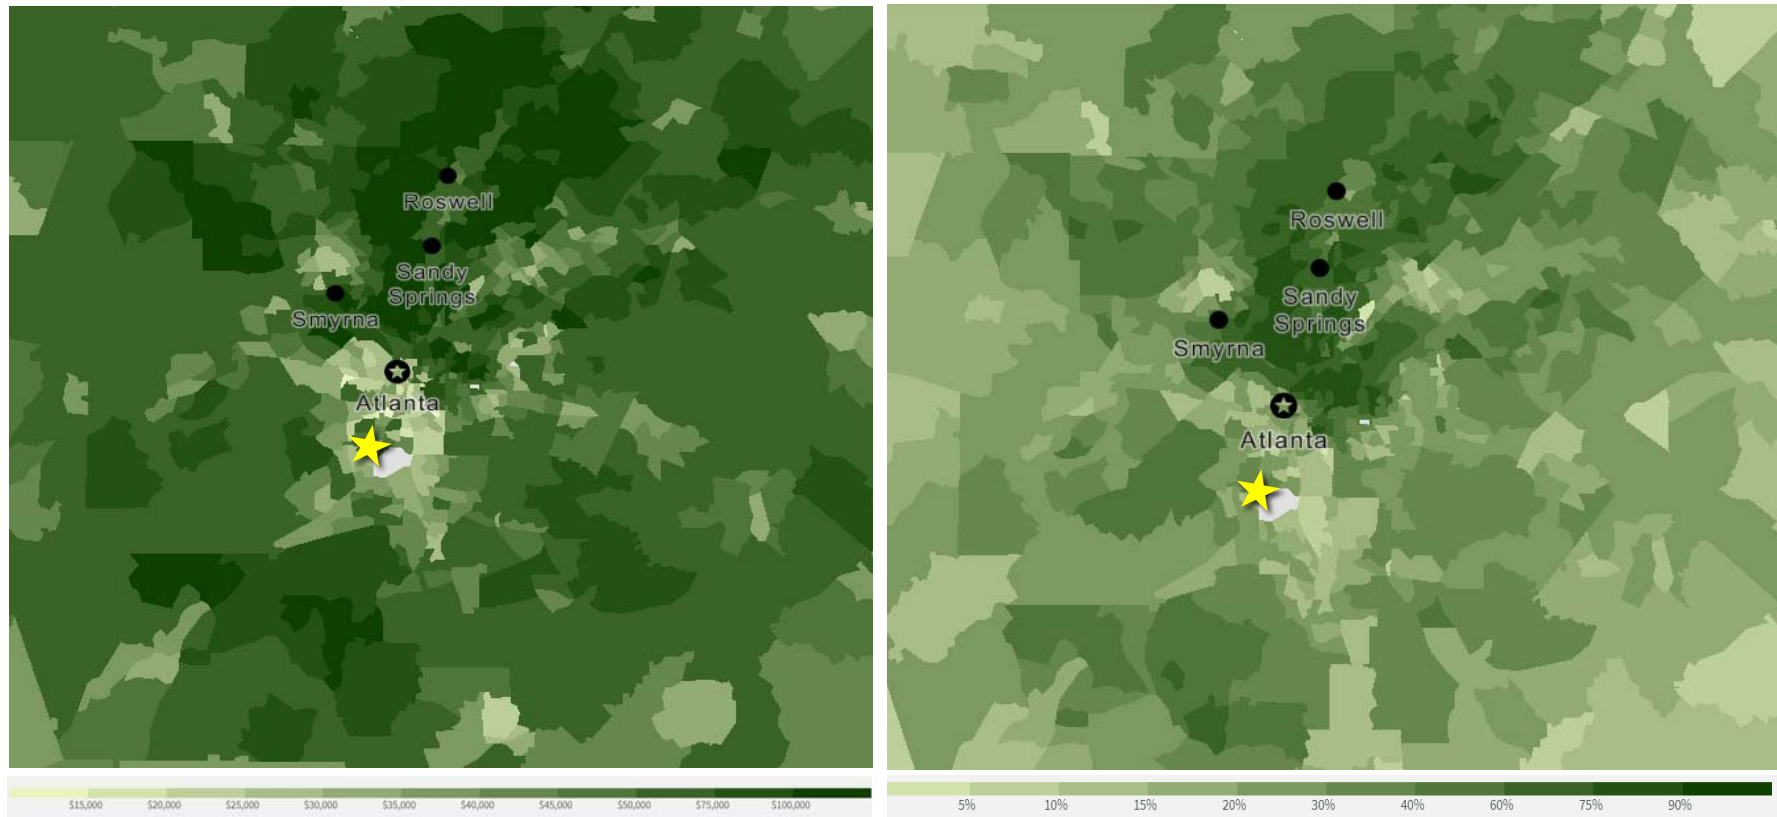 Roswell
Sandy
Springs
Smyrna
Atlanta
$15,000 $20,000 $25,000 $30,000 $35,000 $40,000 $45,000 $50,000 $75,000 $100,000
Roswell
Sandy
Springs
Smyrna
Atlanta
5% 10% 15% 20% 30% 40% 60% 75% 90%